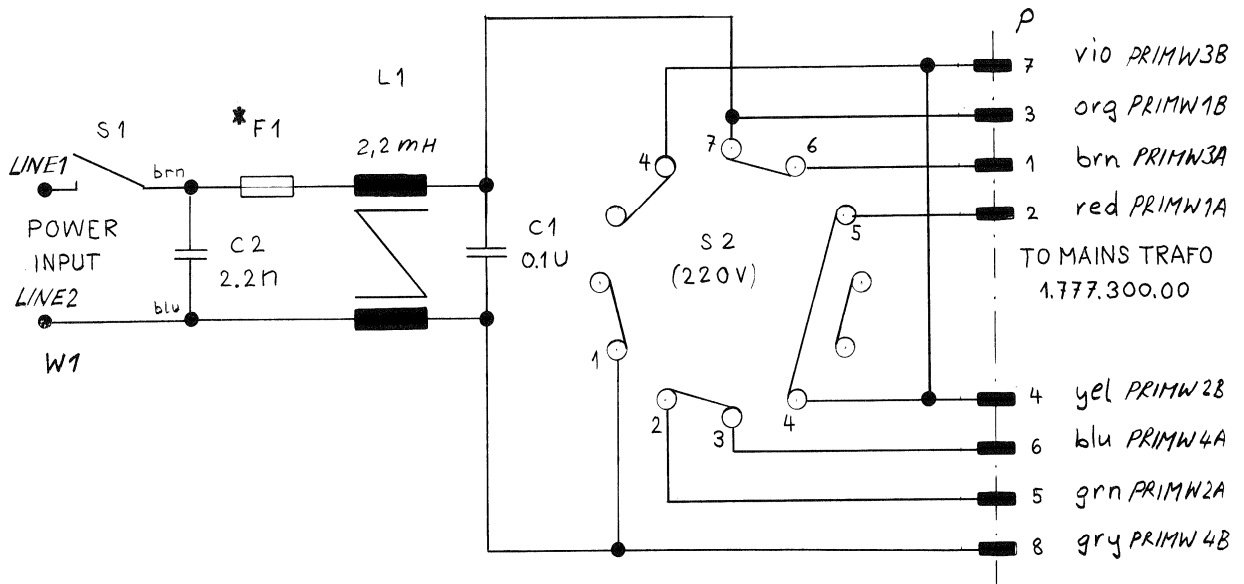 P
7 vio PRIMW3B
L1
3 org PRIMW1B
S1
* F1
2,2mH
7
6
4
1 brn PRIMW3A
LINE1
brn
2 red PRIMW1A
5
POWER
INPUT
C2
2.2n
C1
0.1U
S2
(220V)
TO MAINS TRAFO
1.777.300.00
LINE2
blu
W1
1
2
3
4
4 yel PRIMW2B
6 blu PRIMW4A
5 grn PRIMW2A
8 gry PRIMW4B